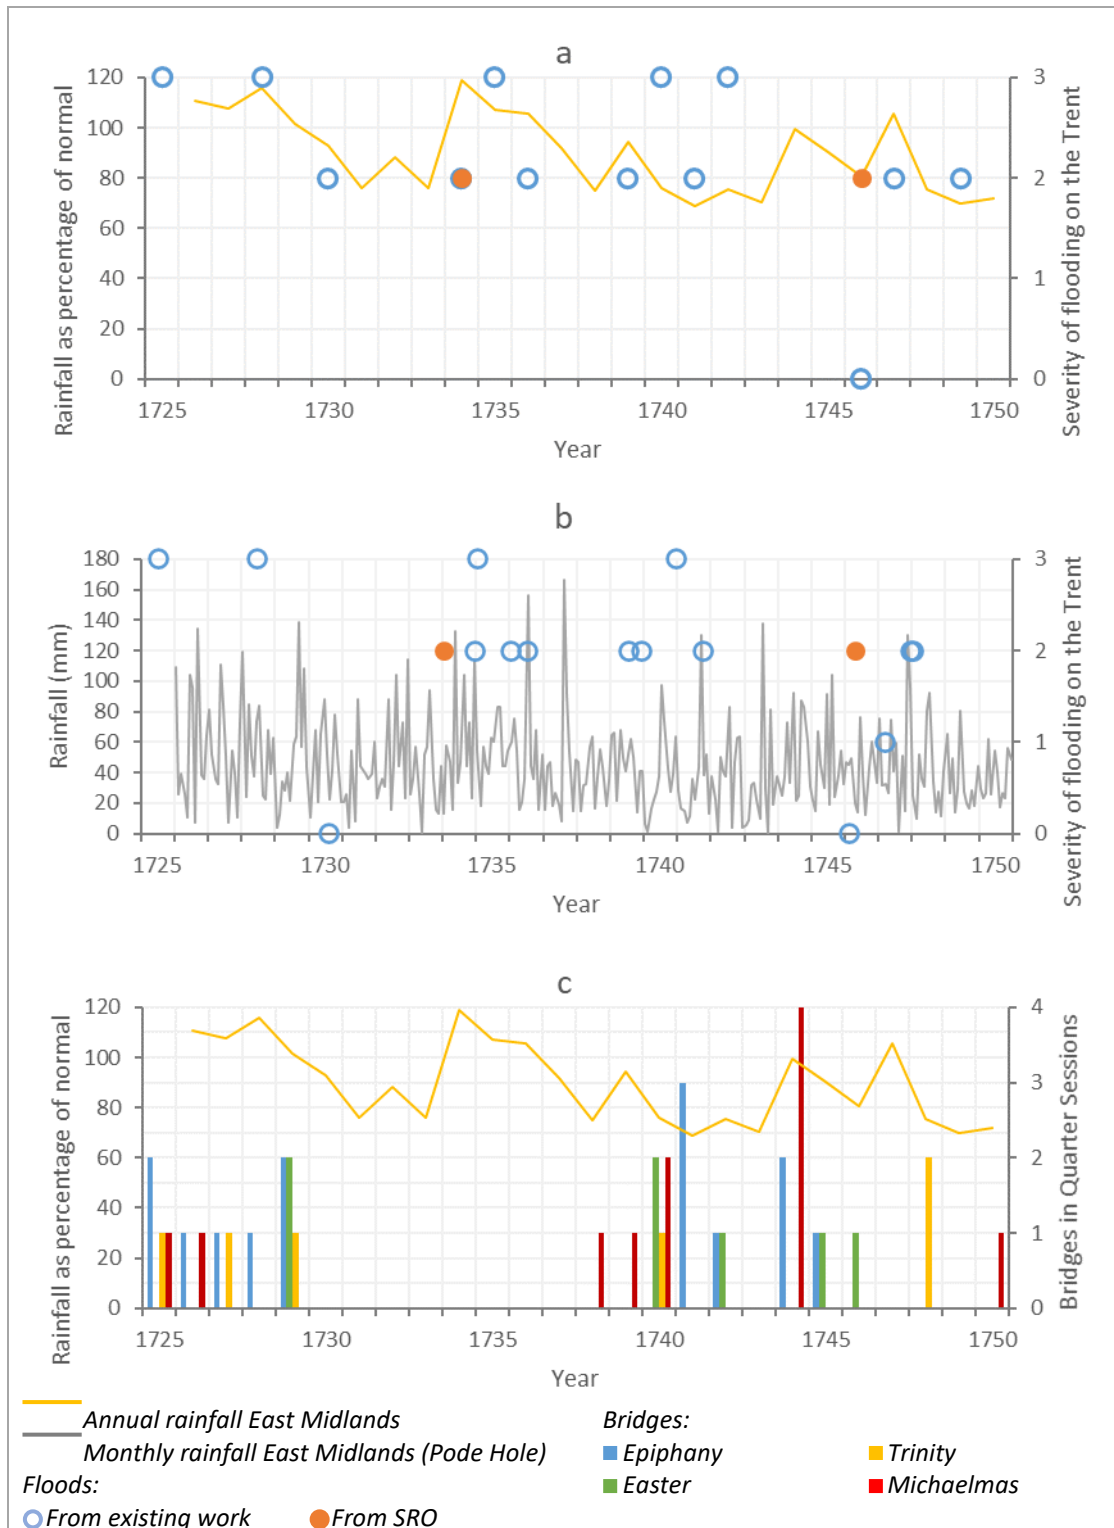 a
Rainfall as percentage of normal
120
100
80
60
40
20
0
3
2
1
0
Severity of flooding on the Trent
1725 1730 1735 1740 1745 1750
Year
b
Rainfall (mm)
180
160
140
120
100
80
60
40
20
0
3
2
1
0
Severity of flooding on the Trent
1725 1730 1735 1740 1745 1750
Year
c
Rainfall as percentage of normal
120
100
80
60
40
20
0
4
3
2
1
0
Bridges in Quarter Sessions
1725 1730 1735 1740 1745 1750
Year
Annual rainfall East Midlands
Monthly rainfall East Midlands (Pode Hole)
Floods:
From existing work From SRO
Bridges:
Epiphany Trinity
Easter Michaelmas